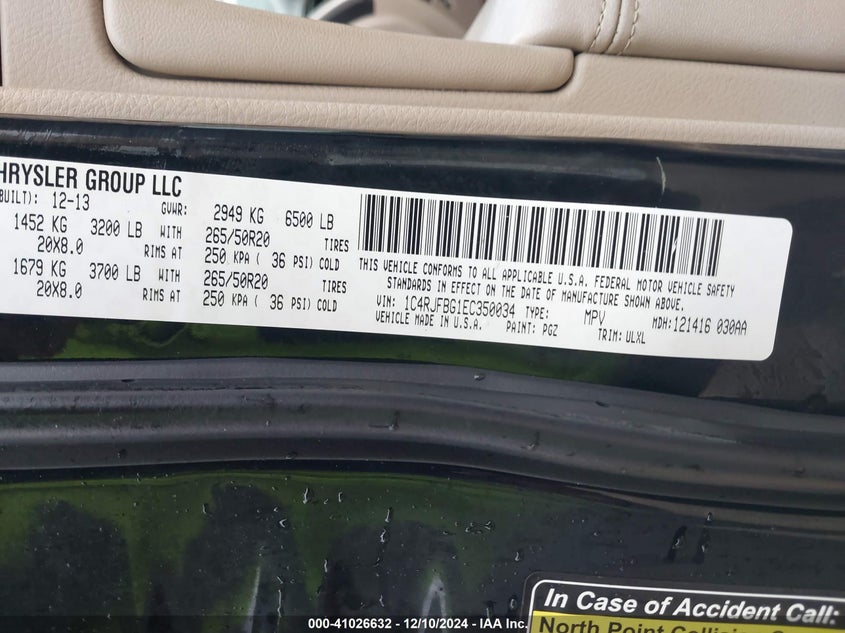 HRYSLER GROUP LLC
BUILT): 12-13 GVWR: 2949 KG 6500 LB
1452 KG 3200 LB WITH 265/50R20 TIRES
20X8.0 RIMS AT 250 KPA ( 36 PSI) COLD
1679 KG 3700 LB WITH 265/50R20 TIRES
20X8.0 RIMS AT 250 KPA ( 36 PSI) COLD
THIS VEHICLE CONFORMS TO ALL APPLICABLE U.S.A. FEDERAL MOTOR VEHICLE SAFETY
STANDARDS IN EFFECT ON THE DATE OF MANUFACTURE SHOWN ABOVE.
VIN: 1C4RJFBG1EC350034 TYPE: MPV MDH: 121416 030AA
VEHICLE MADE IN U.S.A. PAINT: PGZ TRIM: ULXL
In Case of Accident Call:
North Point Collision
000-41026632 - 12/10/2024 - IAA Inc.